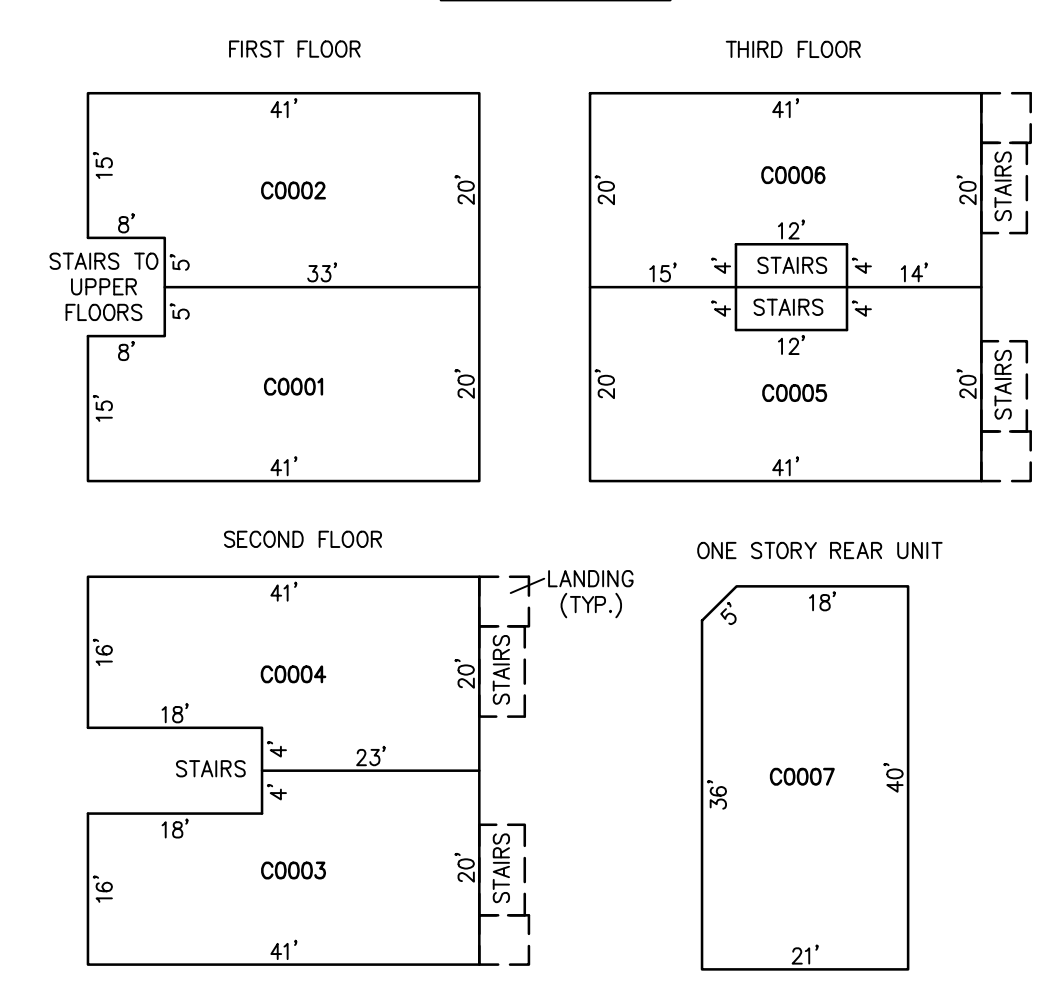 FIRST FLOOR
41'
15'
C0002
20'
8'
STAIRS TO
UPPER
FLOORS
5'
33'
5'
8'
15'
C0001
20'
41'
THIRD FLOOR
41'
20'
C0006
20'
STAIRS
12'
15'
4'
STAIRS
4'
14'
4'
STAIRS
4'
12'
20'
C0005
20'
STAIRS
41'
SECOND FLOOR
41'
LANDING
(TYP.)
16'
C0004
20'
STAIRS
18'
STAIRS
4'
23'
4'
18'
16'
C0003
20'
STAIRS
41'
ONE STORY REAR UNIT
5'
18'
36'
C0007
40'
21'